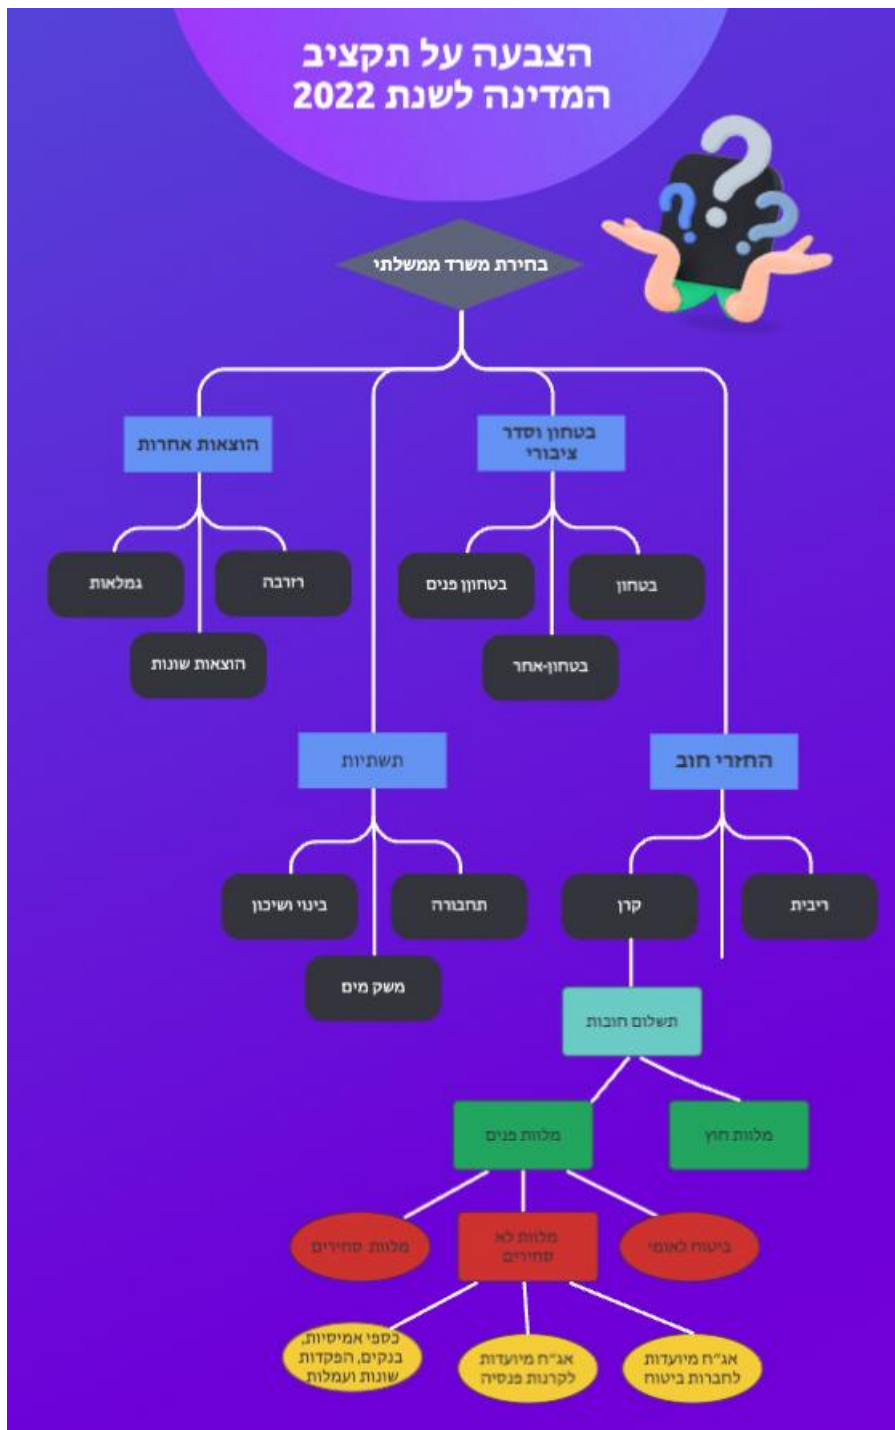 הצבעה על תקציב
המדינה לשנת 2022
בחירת משרד ממשלתי
בטחון וסדר
ציבורי
הוצאות אחרות
בטחון
בטחוןן פנים
רזרבה
גמלאות
בטחון-אחר
הוצאות שונות
החזרי חוב
תשתיות
ריבית
קרן
תחבורה
בינוי ושיכון
משק מים
תשלום חובות
מלוות חוץ
מלוות פנים
ביטוח לאומי
מלוות לא
סחירים
מלוות סחירים
אג״ח מיועדות
לחברות ביטוח
אג״ח מיועדות
לקרנות פנסיה
כספי אמיסיות,
בנקים, הפקדות
שונות ועמלות